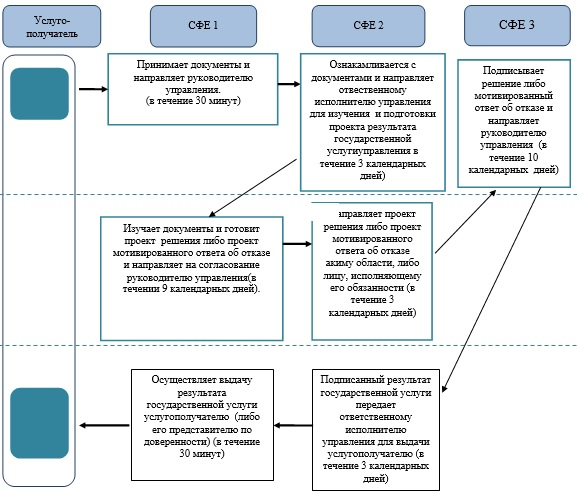 Услуго-
получатель
СФЕ 1
СФЕ 2
СФЕ 3
Принимает документы и
направляет руководителю
управления.
(в течение 30 минут)
Ознакамливается с
документами и направляет
отвественному
исполнителю управления
для изучения и подготовки
проекта результата
государственной
услугиуправления в
течение 3 календарных
дней)
Подписывает
решение либо
мотивированный
ответ об отказе и
направляет
руководителю
управления (в
течение 10
календарных дней)
Изучает документы и готовит
проект решения либо проект
мотивированного ответа об отказе
и направляет на согласование
руководителю управления(в
течении 9 календарных дней).
аправляет проект
решения либо проект
мотивированного
ответа об отказе
акиму области, либо
лицу, исполняющему
его обязанности (в
течение 3
календарных дней)
Осуществляет выдачу
результата
государственной услуги
услугополучателю (либо
его представителю по
доверенности) (в течение
30 минут)
Подписанный результат
государственной услуги
передает
ответственному
исполнителю
управления для выдачи
услугополучателю (в
течение 3 календарных
дней)